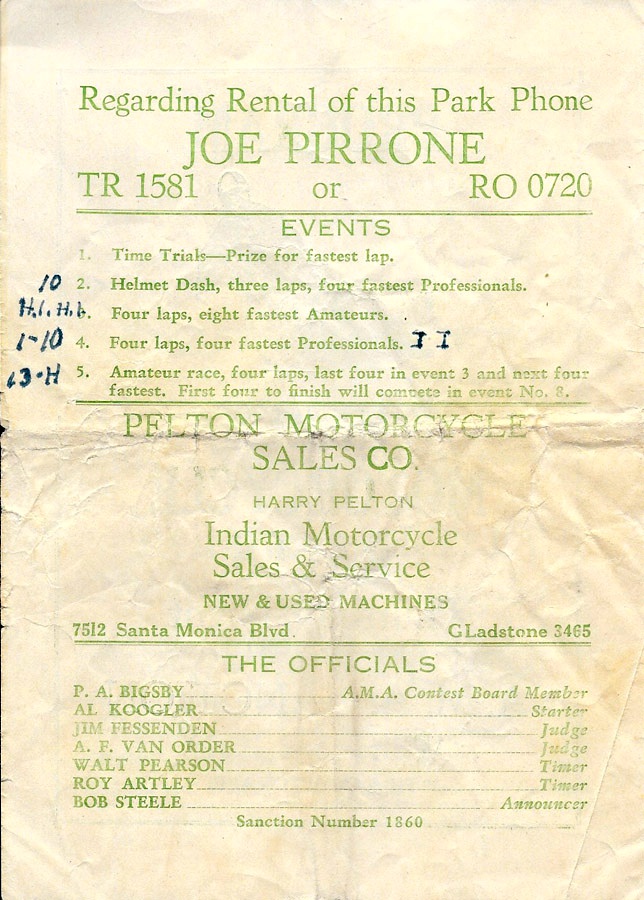 Regarding Rental of this Park Phone
JOE PIRRONE
TR 1581 or RO 0720
EVENTS
1. Time Trials—Prize for fastest lap.
10 2. Helmet Dash, three laps, four fastest Professionals.
3. Four laps, eight fastest Amateurs.
1-10 4. Four laps, four fastest Professionals. I I
13-H 5. Amateur race, four laps, last four in event 3 and next four
fastest. First four to finish will compete in event No. 8.
PELTON MOTORCYCLE
SALES CO.
HARRY PELTON
Indian Motorcycle
Sales & Service
NEW & USED MACHINES
7512 Santa Monica Blvd. GLadstone 3465
THE OFFICIALS
P. A. BIGSBY A.M.A. Contest Board Member
AL KOOGLER Starter
JIM FESSENDEN Judge
A. F. VAN ORDER Judge
WALT PEARSON Timer
ROY ARTLEY Timer
BOB STEELE Announcer
Sanction Number 1860